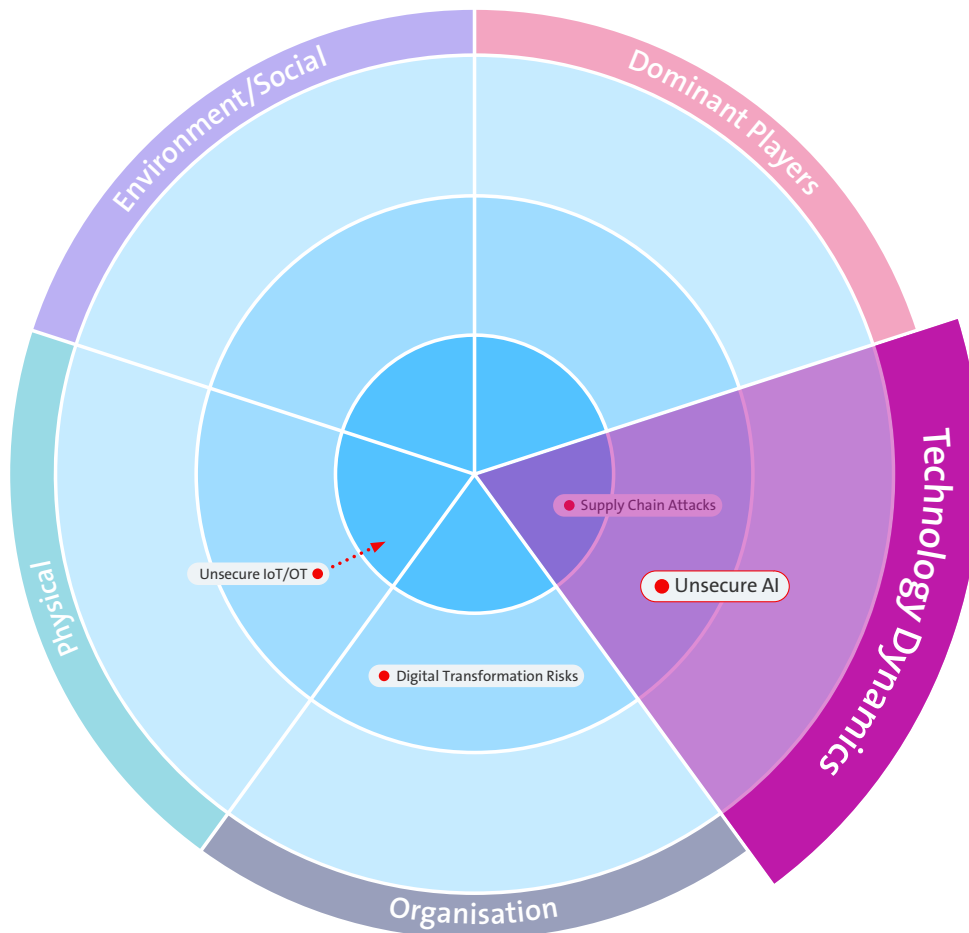 Environment/Social
Dominant Players
Technology Dynamics
Supply Chain Attacks
Unsecure IoT/OT
Unsecure AI
Physical
Digital Transformation Risks
Organisation